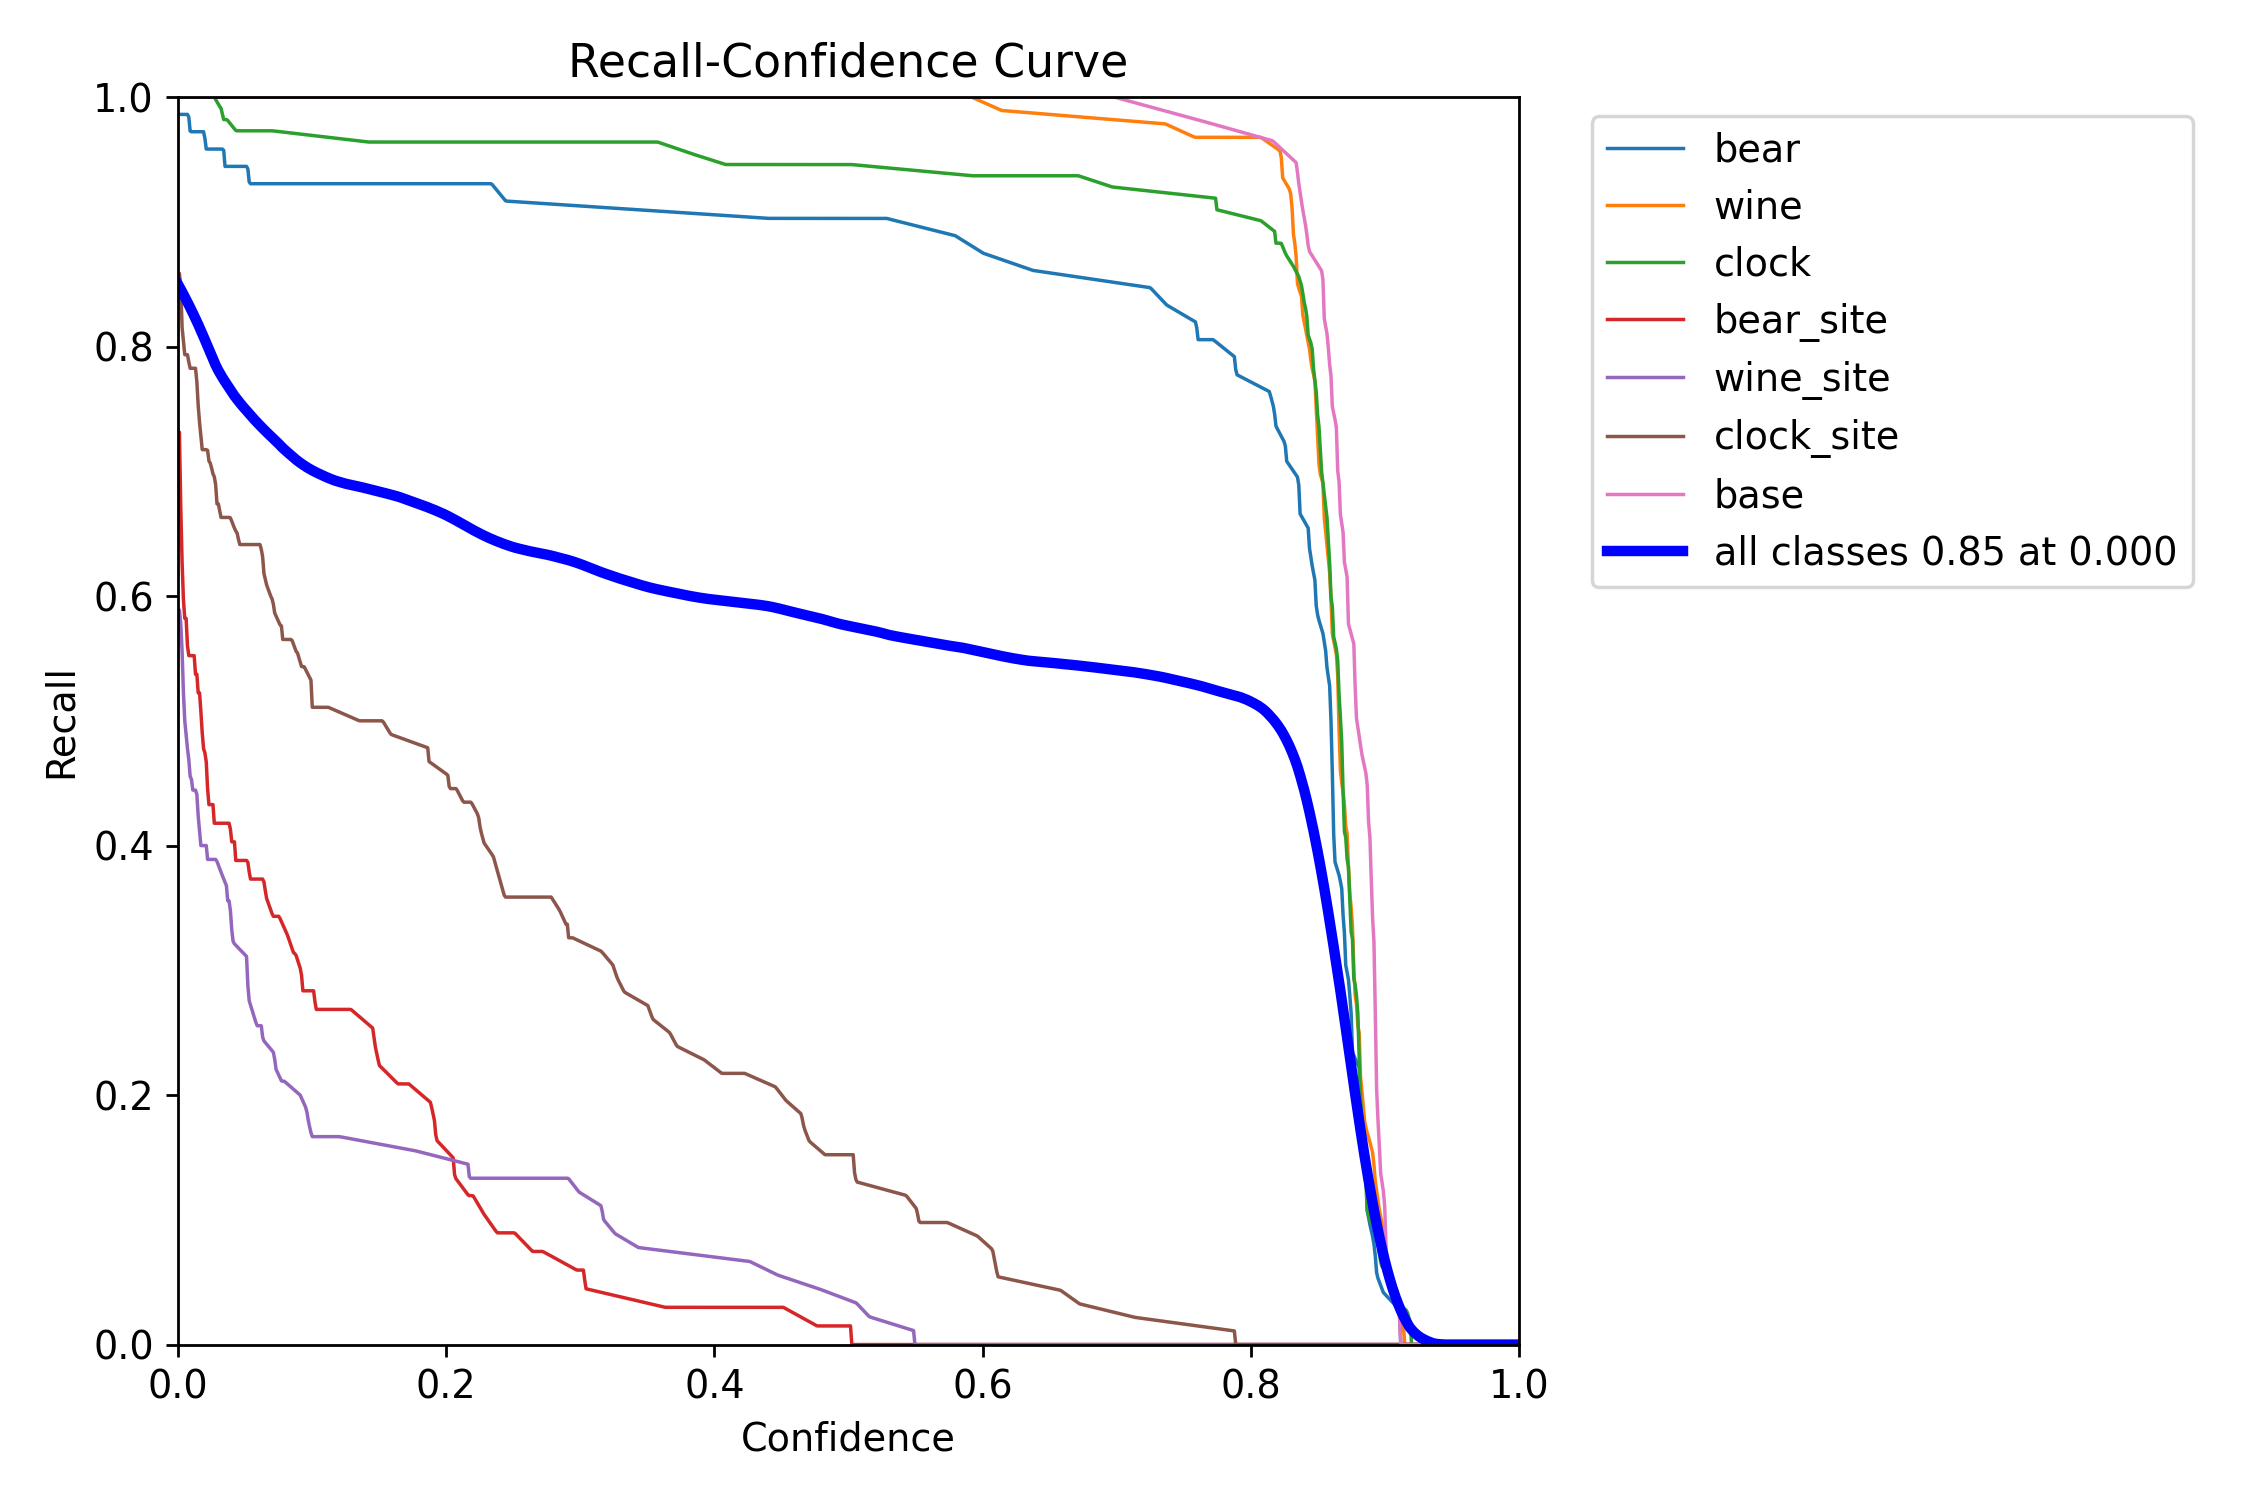 Recall-Confidence Curve
1.0
0.8
0.6
0.4
0.2
0.0
Recall
0.0 0.2 0.4 0.6 0.8 1.0
Confidence
bear
wine
clock
bear_site
wine_site
clock_site
base
all classes 0.85 at 0.000